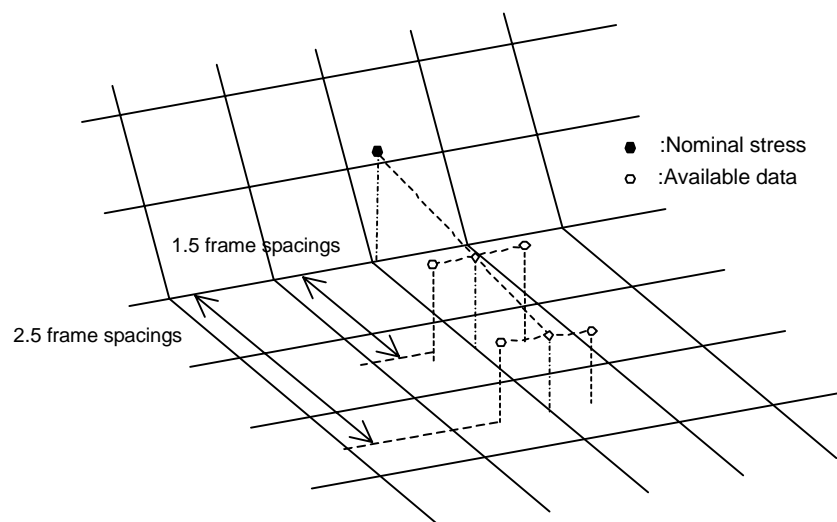 :Nominal stress
:Available data
1.5 frame spacings
2.5 frame spacings